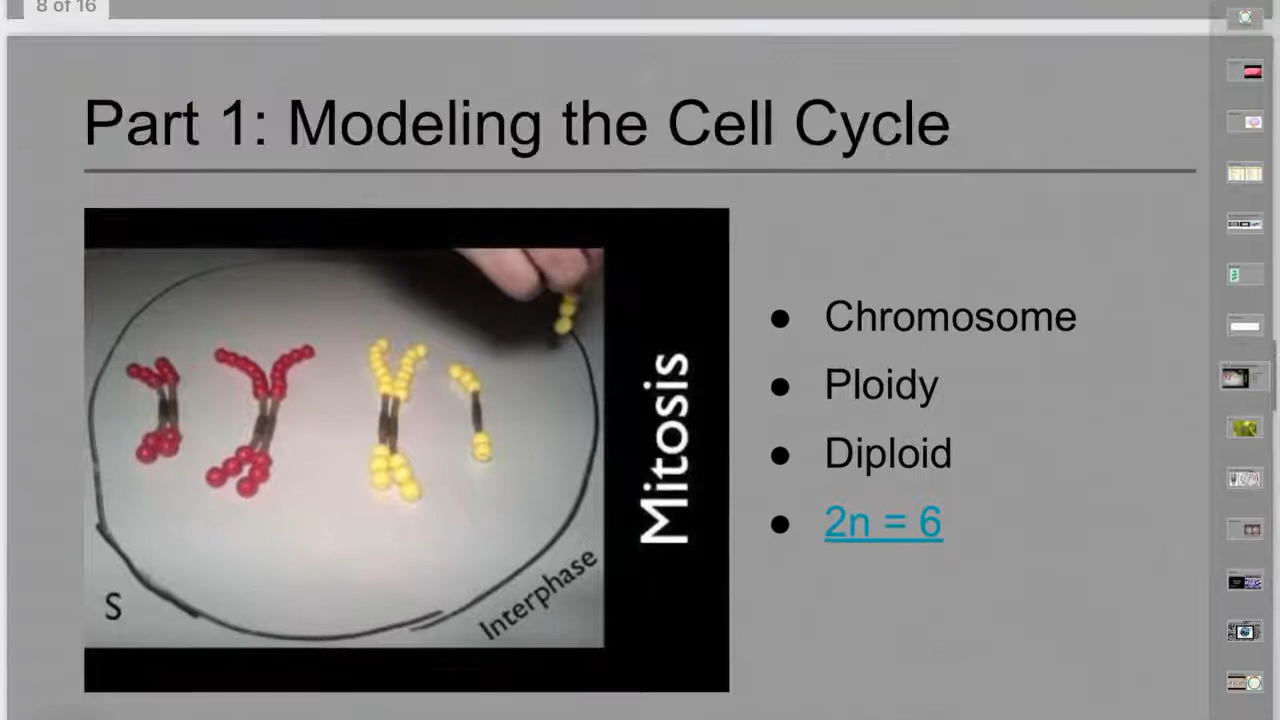 8 of 16
Part 1: Modeling the Cell Cycle
S
Interphase
Mitosis
● Chromosome
● Ploidy
● Diploid
● 2n = 6